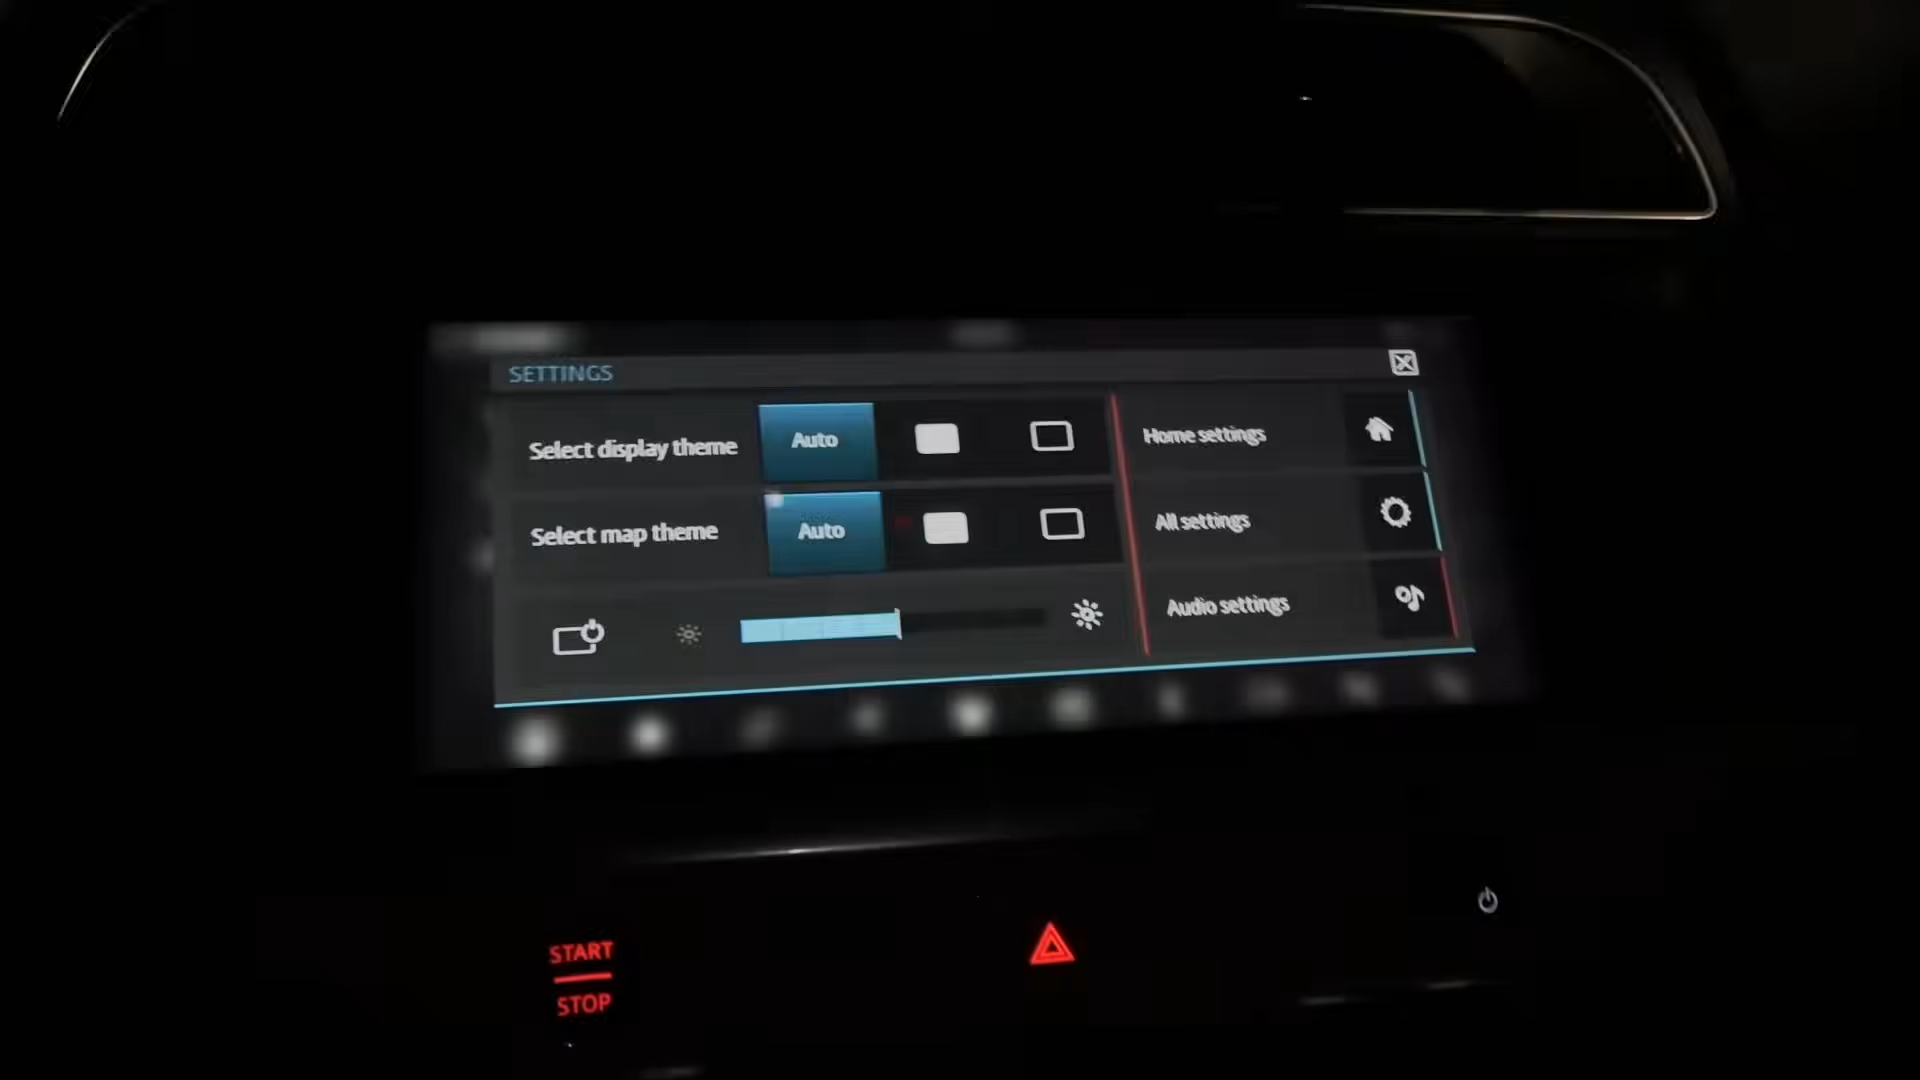 SETTINGS
Select display theme
Auto
Home settings
Select map theme
Auto
All settings
Audio settings
START
STOP